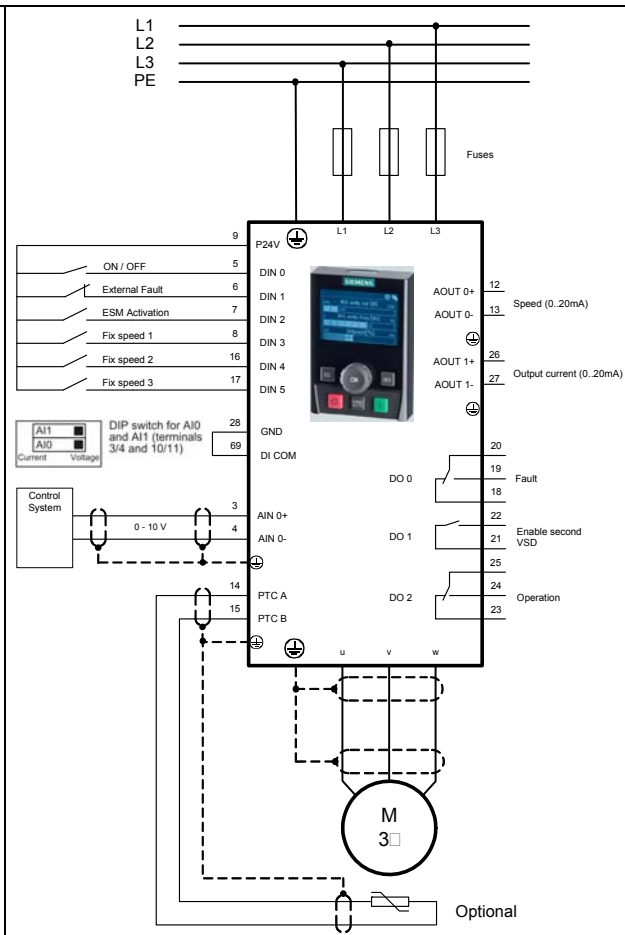 L1
L2
L3
PE
Fuses
L1 L2 L3
9 P24V
ON / OFF 5 DIN 0
External Fault 6 DIN 1
ESM Activation 7 DIN 2
Fix speed 1 8 DIN 3
Fix speed 2 16 DIN 4
Fix speed 3 17 DIN 5
SIEMENS
OK
AOUT 0+ 12
AOUT 0- 13
Speed (0..20mA)
AOUT 1+ 26
AOUT 1- 27
Output current (0..20mA)
AI1
AI0
Current Voltage
DIP switch for AI0
and AI1 (terminals
3/4 and 10/11)
28 GND
69 DI COM
Control
System
0 - 10 V
3 AIN 0+
4 AIN 0-
14 PTC A
15 PTC B
DO 0
20
19
18
Fault
DO 1
22
21
Enable second
VSD
DO 2
25
24
23
Operation
u v w
M
3□
Optional